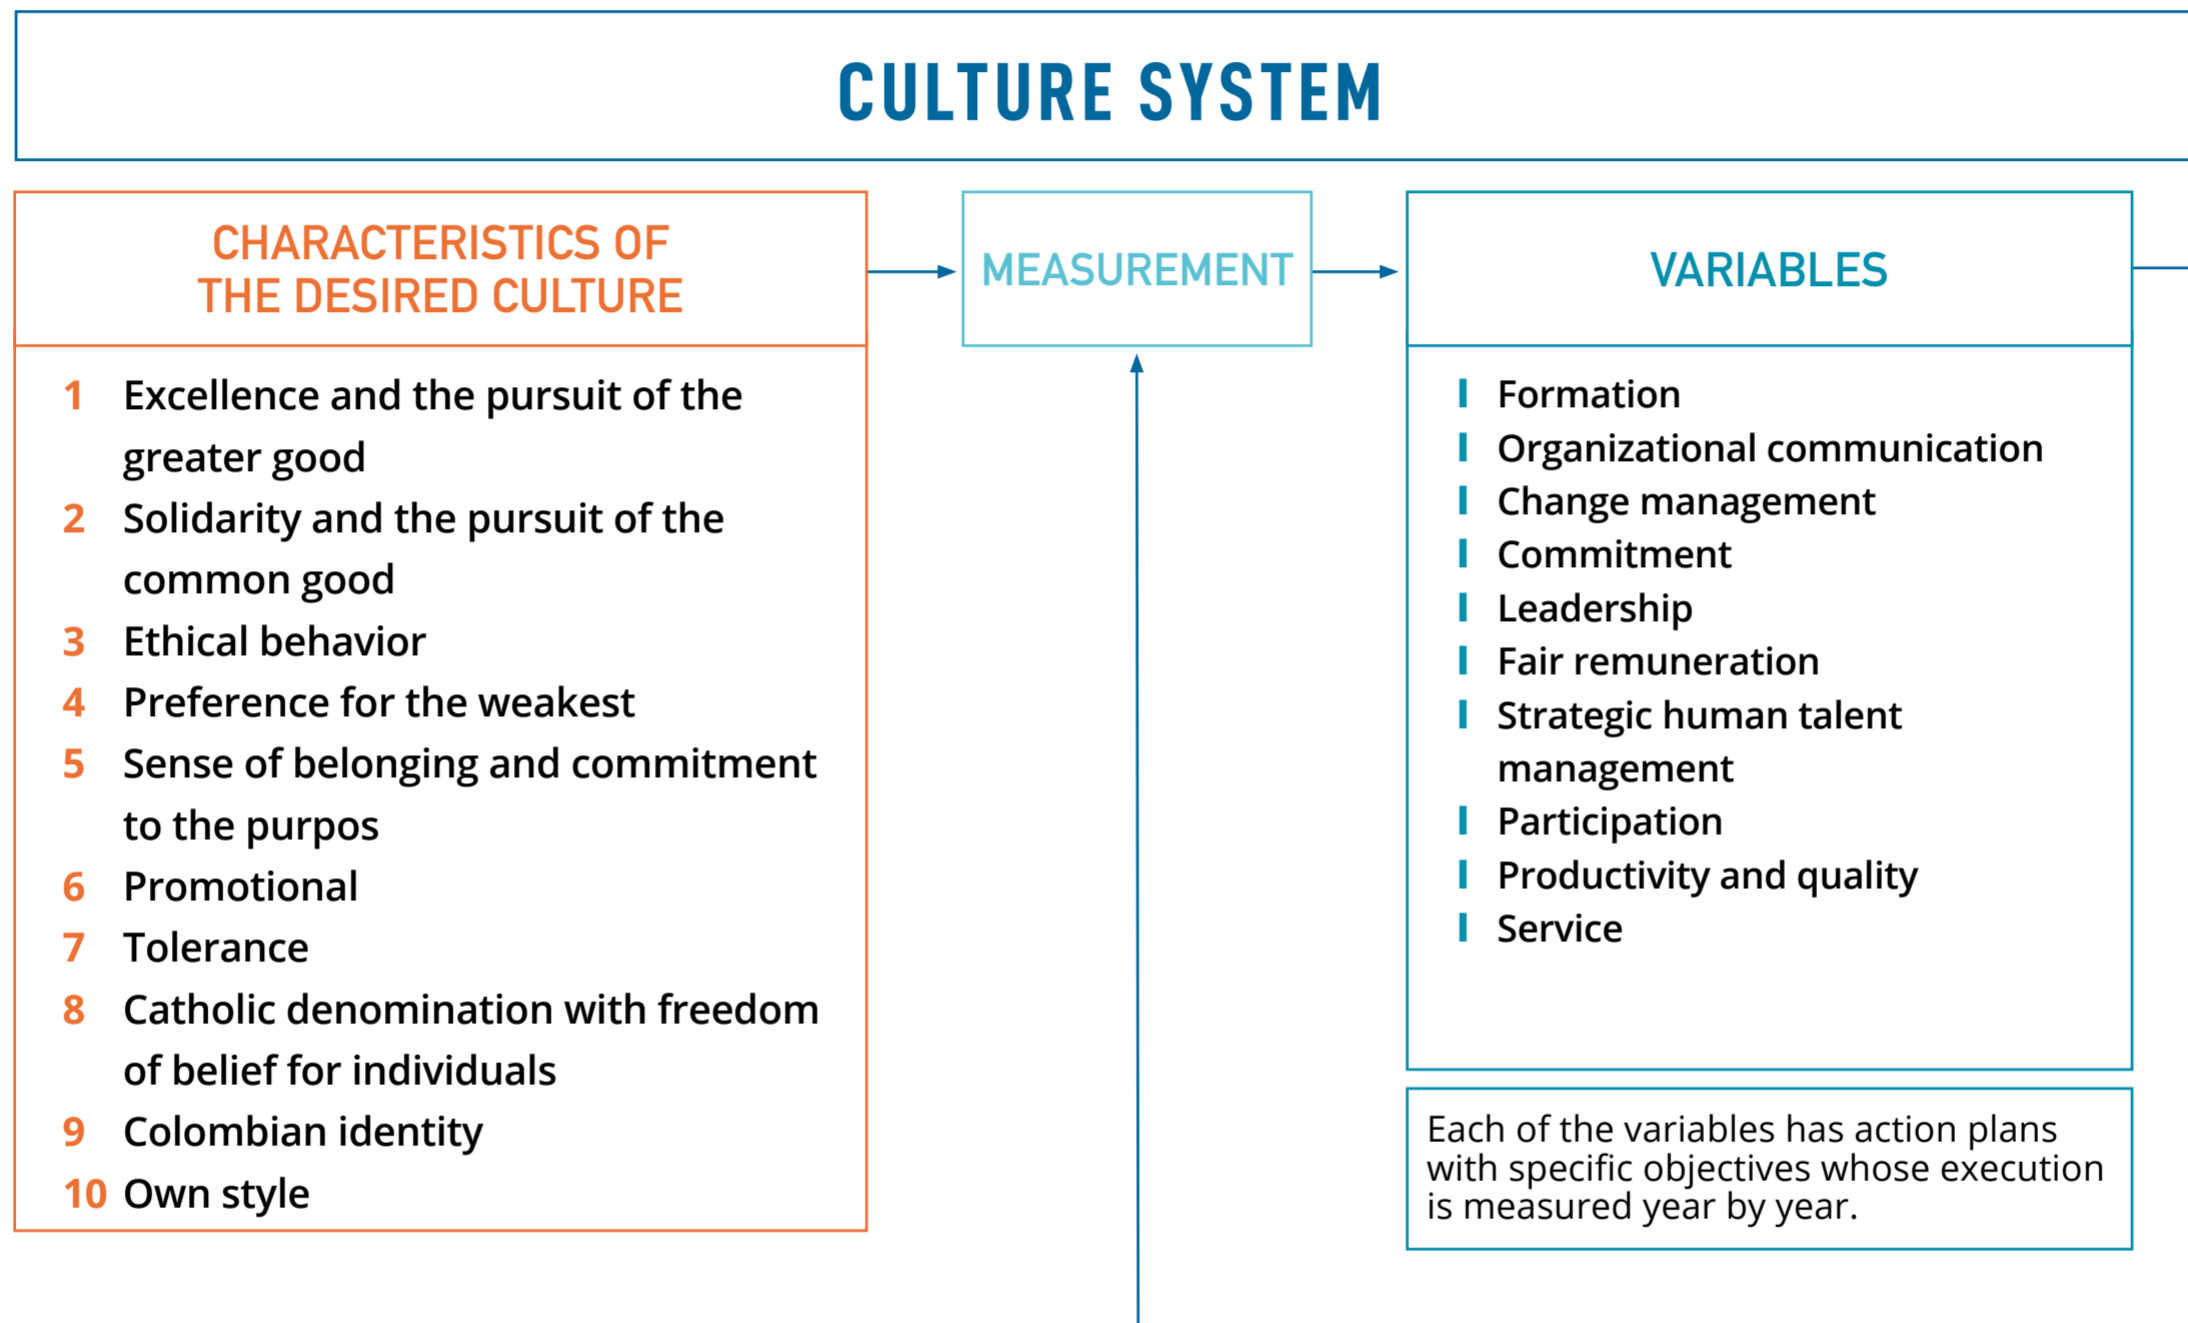 CULTURE SYSTEM
CHARACTERISTICS OF
THE DESIRED CULTURE
1 Excellence and the pursuit of the
greater good
2 Solidarity and the pursuit of the
common good
3 Ethical behavior
4 Preference for the weakest
5 Sense of belonging and commitment
to the purpos
6 Promotional
7 Tolerance
8 Catholic denomination with freedom
of belief for individuals
9 Colombian identity
10 Own style
MEASUREMENT
VARIABLES
Formation
Organizational communication
Change management
Commitment
Leadership
Fair remuneration
Strategic human talent
management
Participation
Productivity and quality
Service
Each of the variables has action plans
with specific objectives whose execution
is measured year by year.